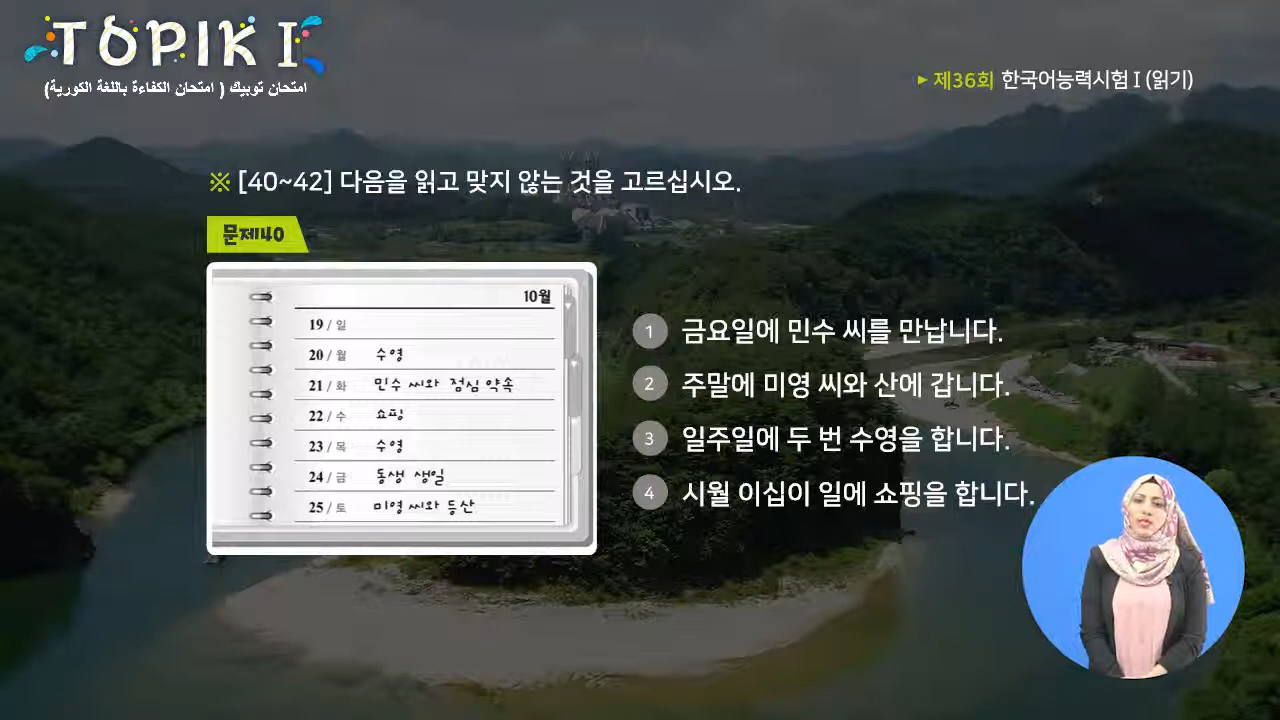 TOPIK I
امتحان توبيك ( امتحان الكفاءة باللغة الكورية)
▸ 제36회 한국어능력시험 I (읽기)
※ [40~42] 다음을 읽고 맞지 않는 것을 고르십시오.
문제40
10월
19 / 일
20 / 월 수영
21 / 화 민수 씨와 점심 약속
22 / 수 쇼핑
23 / 목 수영
24 / 금 동생 생일
25 / 토 미영 씨와 등산
1 금요일에 민수 씨를 만납니다.
2 주말에 미영 씨와 산에 갑니다.
3 일주일에 두 번 수영을 합니다.
4 시월 이십이 일에 쇼핑을 합니다.